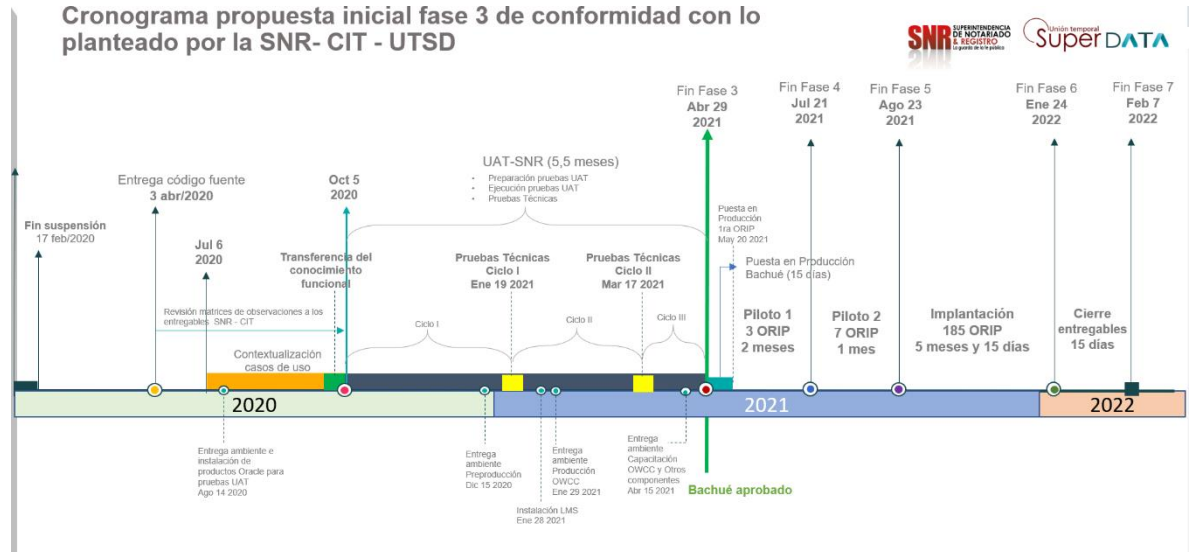 Cronograma propuesta inicial fase 3 de conformidad con lo
planteado por la SNR- CIT - UTSD
SNR SUPERINTENDENCIA
DE NOTARIADO
& REGISTRO
La guarda de la fe pública
Unión temporal
SUPER DATA
Fin suspensión
17 feb/2020
Entrega código fuente
3 abr/2020
Jul 6
2020
Revisión matrices de observaciones a los
entregables SNR - CIT
Contextualización
casos de uso
Transferencia del
conocimiento
funcional
Oct 5
2020
UAT-SNR (5,5 meses)
• Preparación pruebas UAT
• Ejecución pruebas UAT
• Pruebas Técnicas
Pruebas Técnicas
Ciclo I
Ene 19 2021
Pruebas Técnicas
Ciclo II
Mar 17 2021
Ciclo I
Ciclo II
Ciclo III
Fin Fase 3
Abr 29
2021
Puesta en
Producción
1ra ORIP
May 20 2021
Puesta en Producción
Bachué (15 días)
Fin Fase 4
Jul 21
2021
Fin Fase 5
Ago 23
2021
Fin Fase 6
Ene 24
2022
Fin Fase 7
Feb 7
2022
Piloto 1
3 ORIP
2 meses
Piloto 2
7 ORIP
1 mes
Implantación
185 ORIP
5 meses y 15 días
Cierre
entregables
15 días
2020
2021
2022
Entrega ambiente e
instalación de
productos Oracle para
pruebas UAT
Ago 14 2020
Entrega
ambiente
Preproducción
Dic 15 2020
Instalación LMS
Ene 28 2021
Entrega
ambiente
Producción
OWCC
Ene 29 2021
Entrega
ambiente
Capacitación
OWCC y Otros
componentes
Abr 15 2021
Bachué aprobado